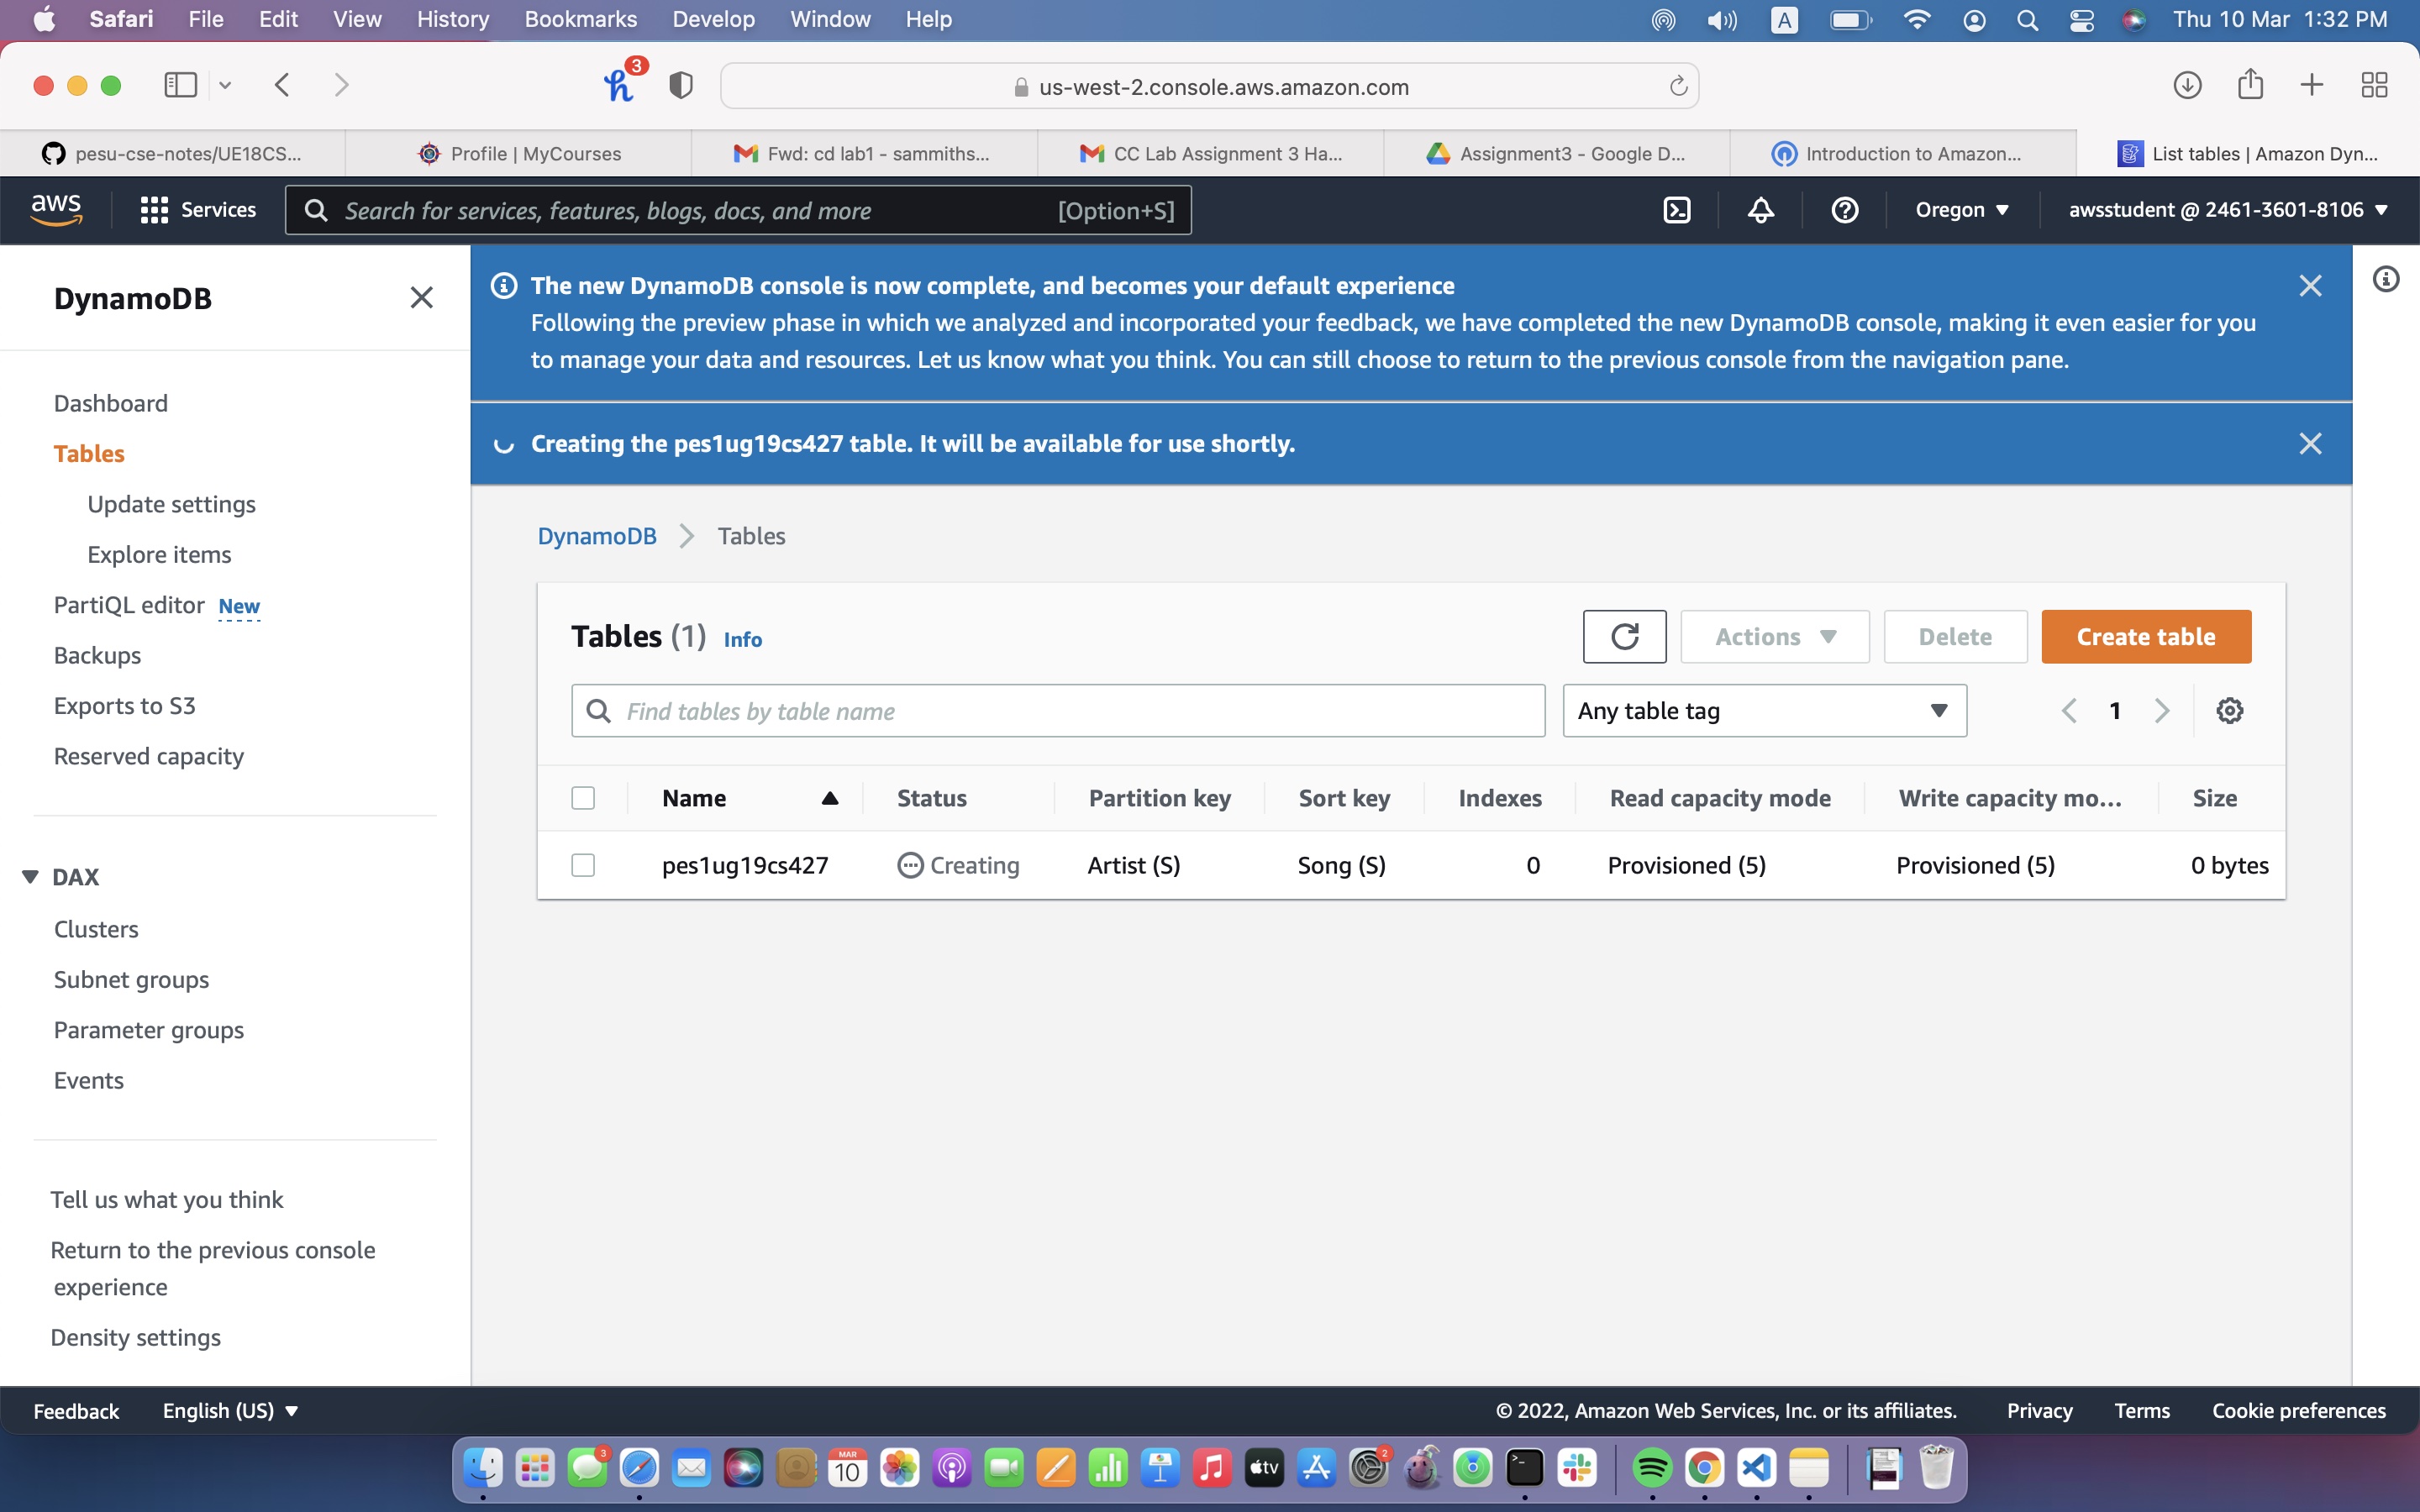 Safari File Edit View History Bookmarks Develop Window Help A Thu 10 Mar 1:32 PM
3
us-west-2.console.aws.amazon.com
pesu-cse-notes/UE18CS... Profile | MyCourses Fwd: cd lab1 - sammiths... CC Lab Assignment 3 Ha... Assignment3 - Google D... Introduction to Amazon... List tables | Amazon Dyn...
aws Services Search for services, features, blogs, docs, and more [Option+S] Oregon awsstudent @ 2461-3601-8106
DynamoDB
Dashboard
Tables
Update settings
Explore items
PartiQL editor New
Backups
Exports to S3
Reserved capacity
DAX
Clusters
Subnet groups
Parameter groups
Events
Tell us what you think
Return to the previous console
experience
Density settings
The new DynamoDB console is now complete, and becomes your default experience
Following the preview phase in which we analyzed and incorporated your feedback, we have completed the new DynamoDB console, making it even easier for you
to manage your data and resources. Let us know what you think. You can still choose to return to the previous console from the navigation pane.
Creating the pes1ug19cs427 table. It will be available for use shortly.
DynamoDB Tables
Tables (1) Info Actions Delete Create table
Find tables by table name Any table tag 1
Name Status Partition key Sort key Indexes Read capacity mode Write capacity mo... Size
pes1ug19cs427 Creating Artist (S) Song (S) 0 Provisioned (5) Provisioned (5) 0 bytes
Feedback English (US) © 2022, Amazon Web Services, Inc. or its affiliates. Privacy Terms Cookie preferences
3 MAR 10 tv 2